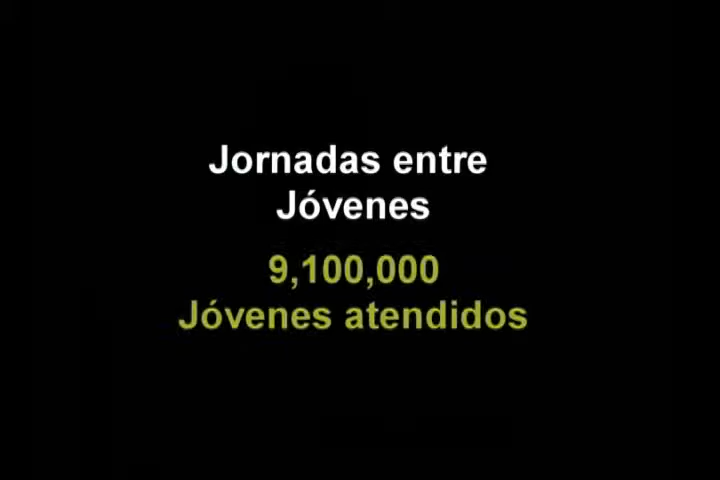 Jornadas entre
Jóvenes
9,100,000
Jóvenes atendidos